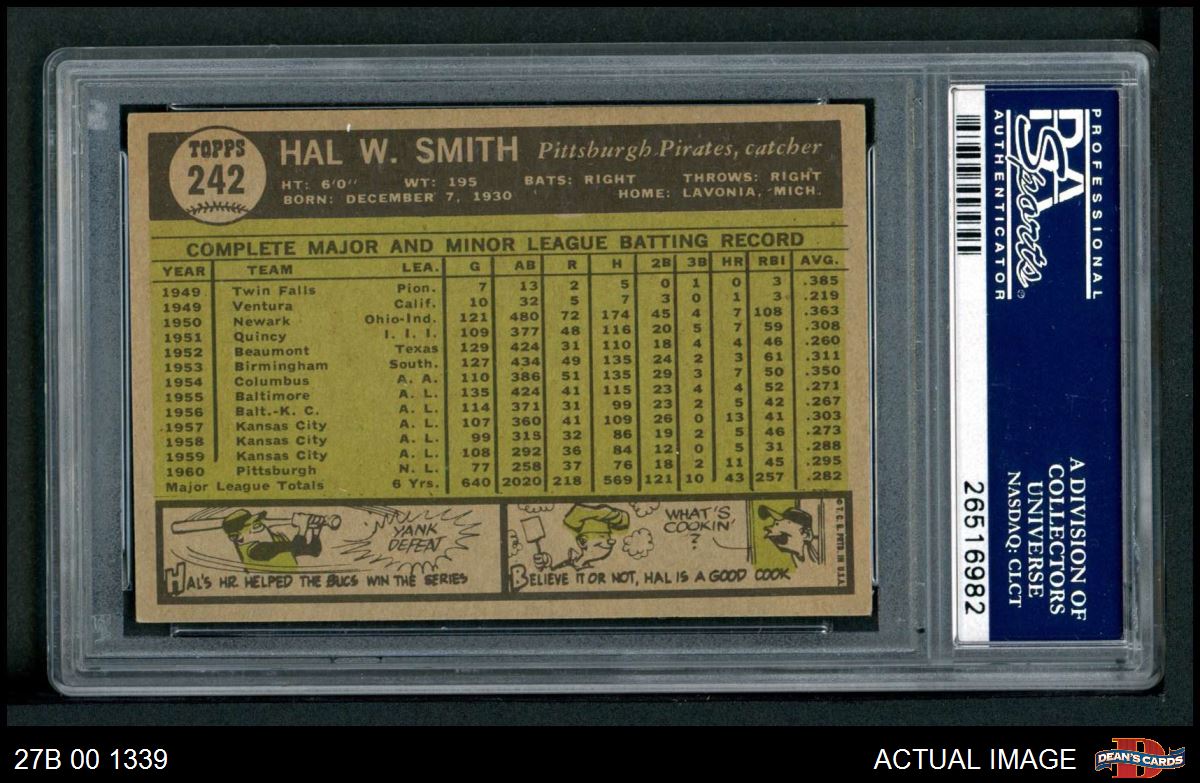 TOPPS
242
HAL W. SMITH Pittsburgh Pirates, catcher
HT: 6'0" WT: 195 BATS: RIGHT THROWS: RIGHT
BORN: DECEMBER 7, 1930 HOME: LAVONIA, MICH.
COMPLETE MAJOR AND MINOR LEAGUE BATTING RECORD
YEAR TEAM LEA. G AB R H 2B 3B HR RBI AVG.
1949 Twin Falls Pion. 7 13 2 5 0 1 0 3 .385
1949 Ventura Calif. 10 32 5 7 3 0 1 3 .219
1950 Newark Ohio-Ind. 121 480 72 174 45 4 7 108 .363
1951 Quincy I. I. I. 109 377 48 116 20 5 7 59 .308
1952 Beaumont Texas 129 424 31 110 18 4 4 46 .260
1953 Birmingham South. 127 434 49 135 24 2 3 61 .311
1954 Columbus A. A. 110 386 51 135 29 3 7 50 .350
1955 Baltimore A. L. 135 424 41 115 23 4 4 52 .271
1956 Balt.-K. C. A. L. 114 371 31 99 23 2 5 42 .267
1957 Kansas City A. L. 107 360 41 109 26 0 13 41 .303
1958 Kansas City A. L. 99 315 32 86 19 2 5 46 .273
1959 Kansas City A. L. 108 292 36 84 12 0 5 31 .288
1960 Pittsburgh N. L. 77 258 37 76 18 2 11 45 .295
Major League Totals 6 Yrs. 640 2020 218 569 121 10 43 257 .282
YANK
DEFEAT
HAL'S HR. HELPED THE BUCS WIN THE SERIES
WHAT'S
COOKIN'
?
BELIEVE IT OR NOT, HAL IS A GOOD COOK
© T.C.G. PRTD. IN U.S.A.
PROFESSIONAL
PSA
Sports
AUTHENTICATOR
A DIVISION OF
COLLECTORS
UNIVERSE
NASDAQ: CLCT
26516982
27B 00 1339
ACTUAL IMAGE
DEAN'S CARDS